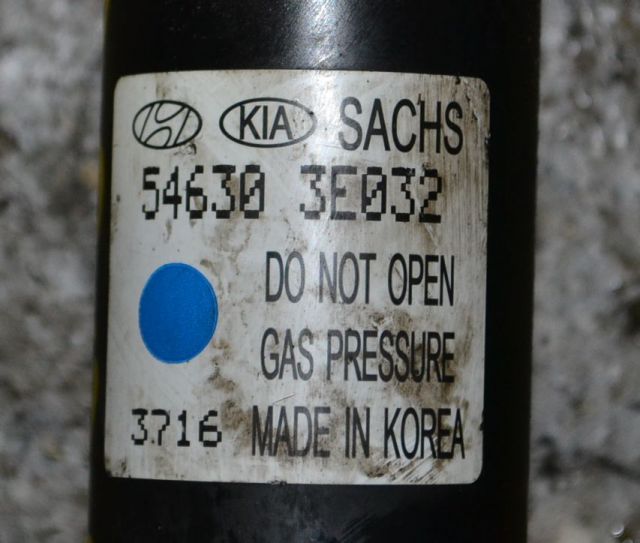 KIA SACHS
54630 3E032
DO NOT OPEN
GAS PRESSURE
3716 MADE IN KOREA